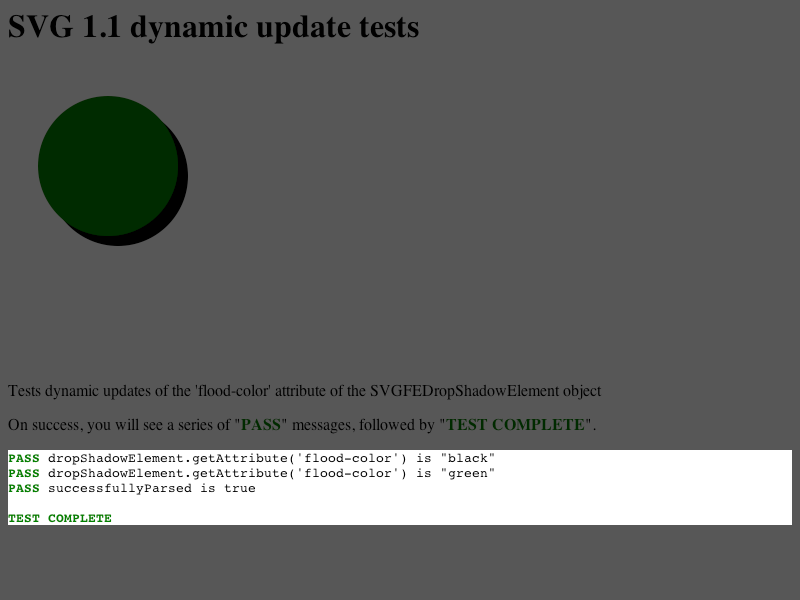 SVG 1.1 dynamic update tests
Tests dynamic updates of the 'flood-color' attribute of the SVGFEDropShadowElement object
On success, you will see a series of "PASS" messages, followed by "TEST COMPLETE".
PASS dropShadowElement.getAttribute('flood-color') is "black"
PASS dropShadowElement.getAttribute('flood-color') is "green"
PASS successfullyParsed is true
TEST COMPLETE